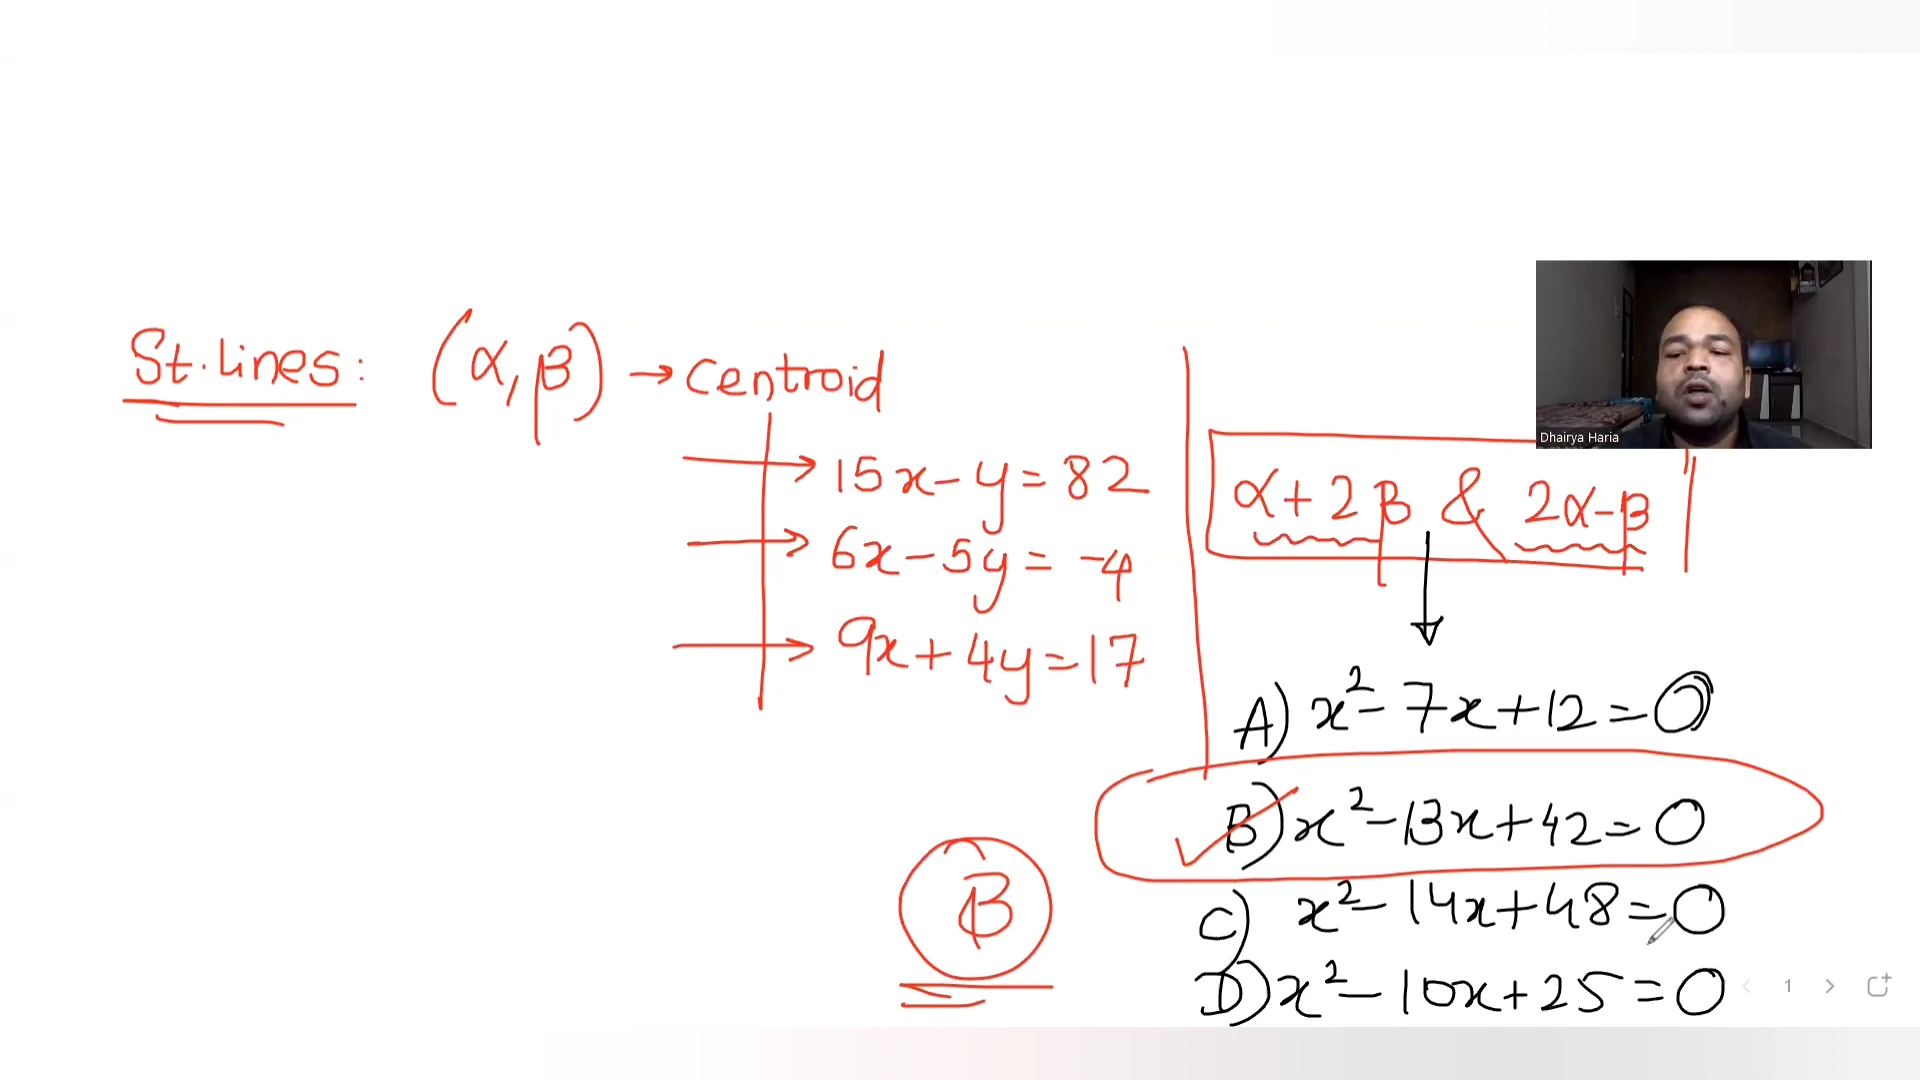 St. Lines: (α, β) → Centroid
→ 15x - y = 82
→ 6x - 5y = -4
→ 9x + 4y = 17
Dhairya Haria
α + 2β & 2α - β
A) x² - 7x + 12 = 0
B) x² - 13x + 42 = 0
C) x² - 14x + 48 = 0
D) x² - 10x + 25 = 0
B
1